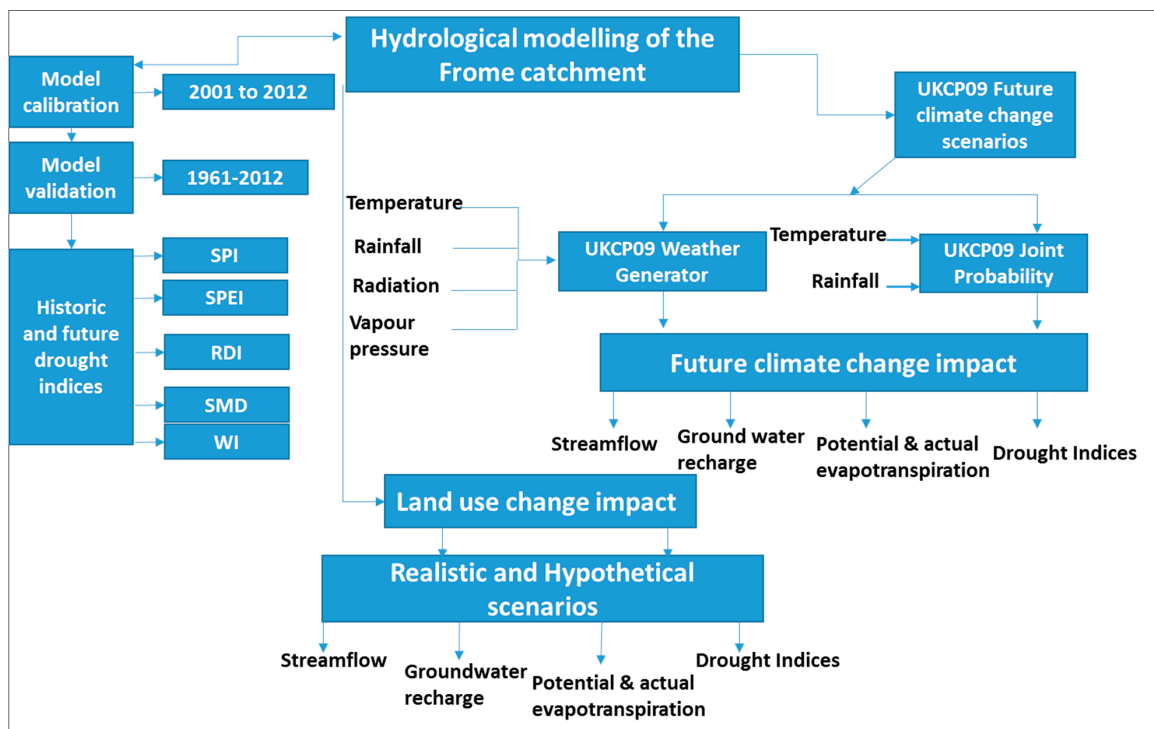 Hydrological modelling of the
Frome catchment
Model
calibration
2001 to 2012
UKCP09 Future
climate change
scenarios
Model
validation
1961-2012
Temperature
Rainfall
Radiation
Vapour
pressure
UKCP09 Weather
Generator
Temperature
Rainfall
UKCP09 Joint
Probability
Historic
and future
drought
indices
SPI
SPEI
RDI
SMD
WI
Future climate change impact
Streamflow
Ground water
recharge
Potential & actual
evapotranspiration
Drought Indices
Land use change impact
Realistic and Hypothetical
scenarios
Streamflow
Groundwater
recharge
Potential & actual
evapotranspiration
Drought Indices